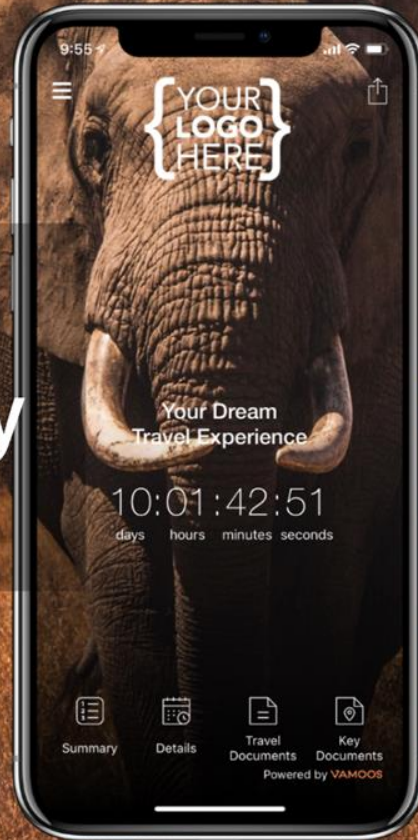 9:55
{YOUR
LOGO
HERE}
Your Dream
Travel Experience
10:01:42:51
days hours minutes seconds
y
Summary
Details
Travel
Documents
Key
Documents
Powered by VAMOOS